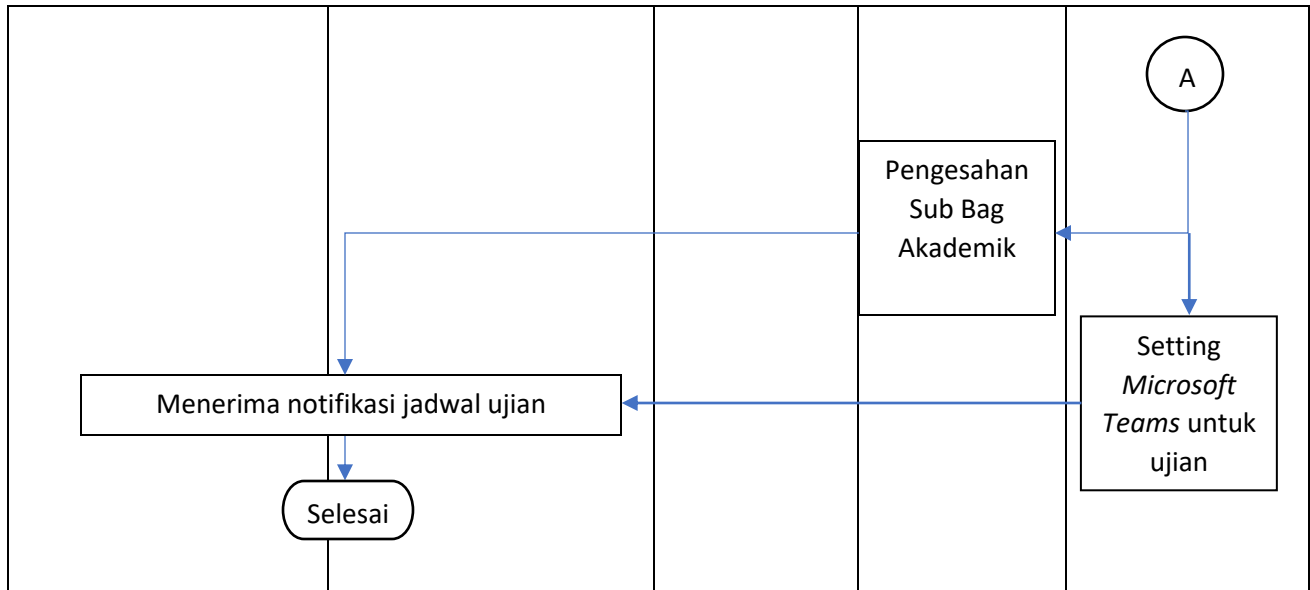 A
Pengesahan
Sub Bag
Akademik
Setting
Microsoft
Teams untuk
ujian
Menerima notifikasi jadwal ujian
Selesai